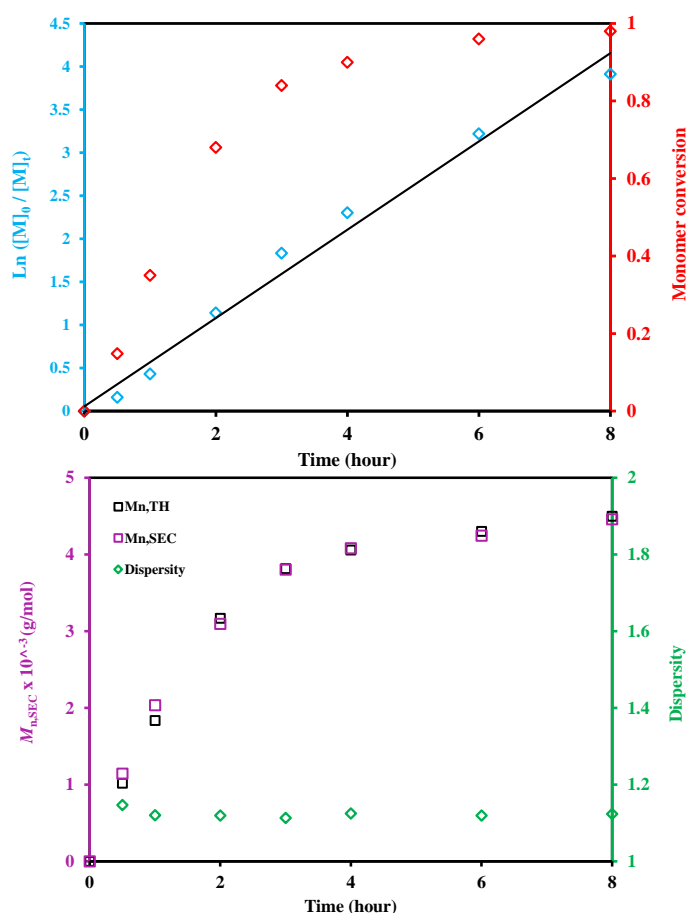 4.5
4
3.5
3
2.5
2
1.5
1
0.5
0
Ln ([M]0 / [M]t)
1
0.8
0.6
0.4
0.2
0
Monomer conversion
0 2 4 6 8
Time (hour)
5
4
3
2
1
0
Mn,SEC x 10^-3 (g/mol)
Mn,TH
Mn,SEC
Dispersity
2
1.8
1.6
1.4
1.2
1
Dispersity
0 2 4 6 8
Time (hour)